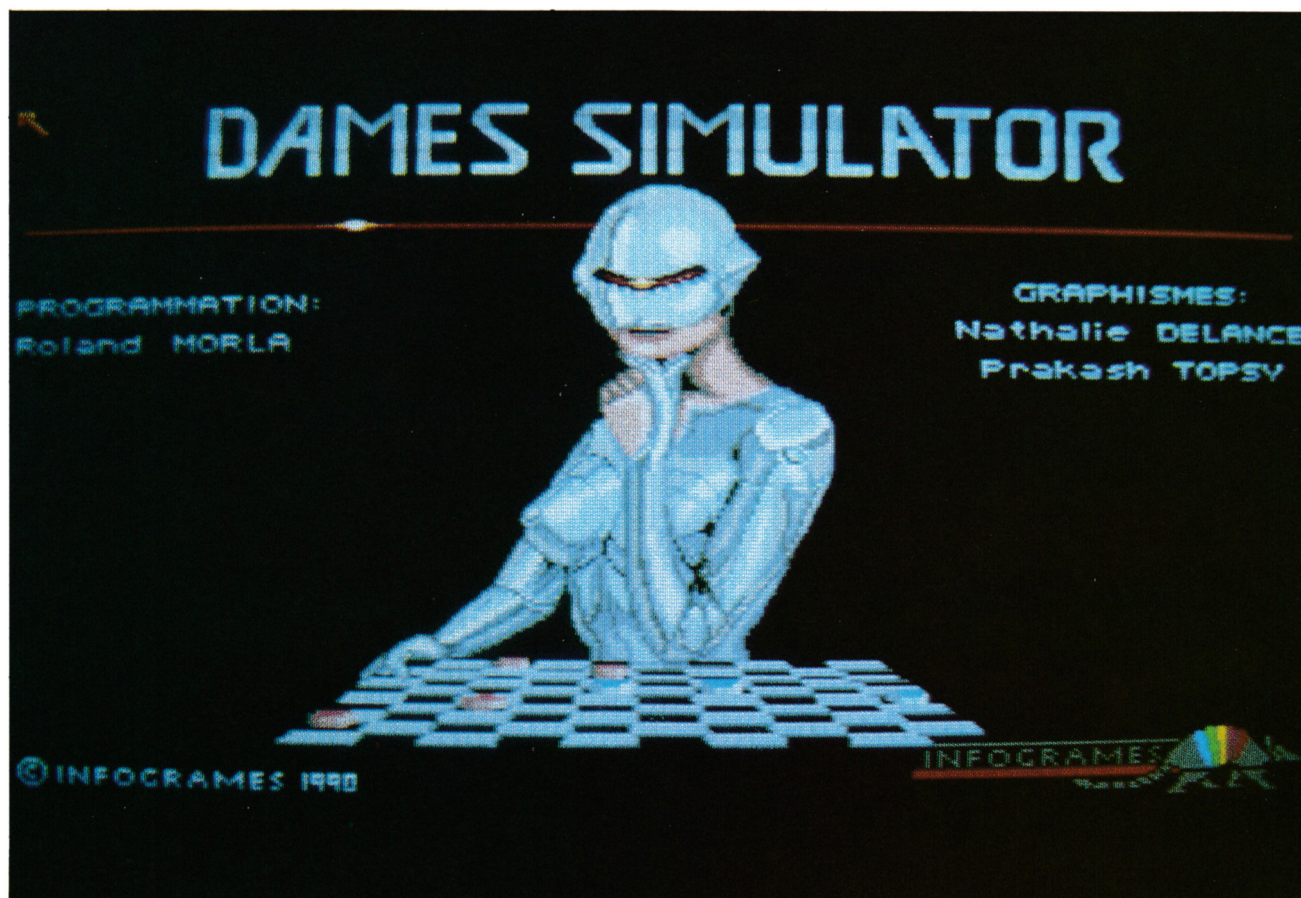 DAMES SIMULATOR
PROGRAMMATION:
Roland MORLA
GRAPHISMES:
Nathalie DELANCE
Prakash TOPSY
© INFOGRAMES 1990
INFOGRAMES